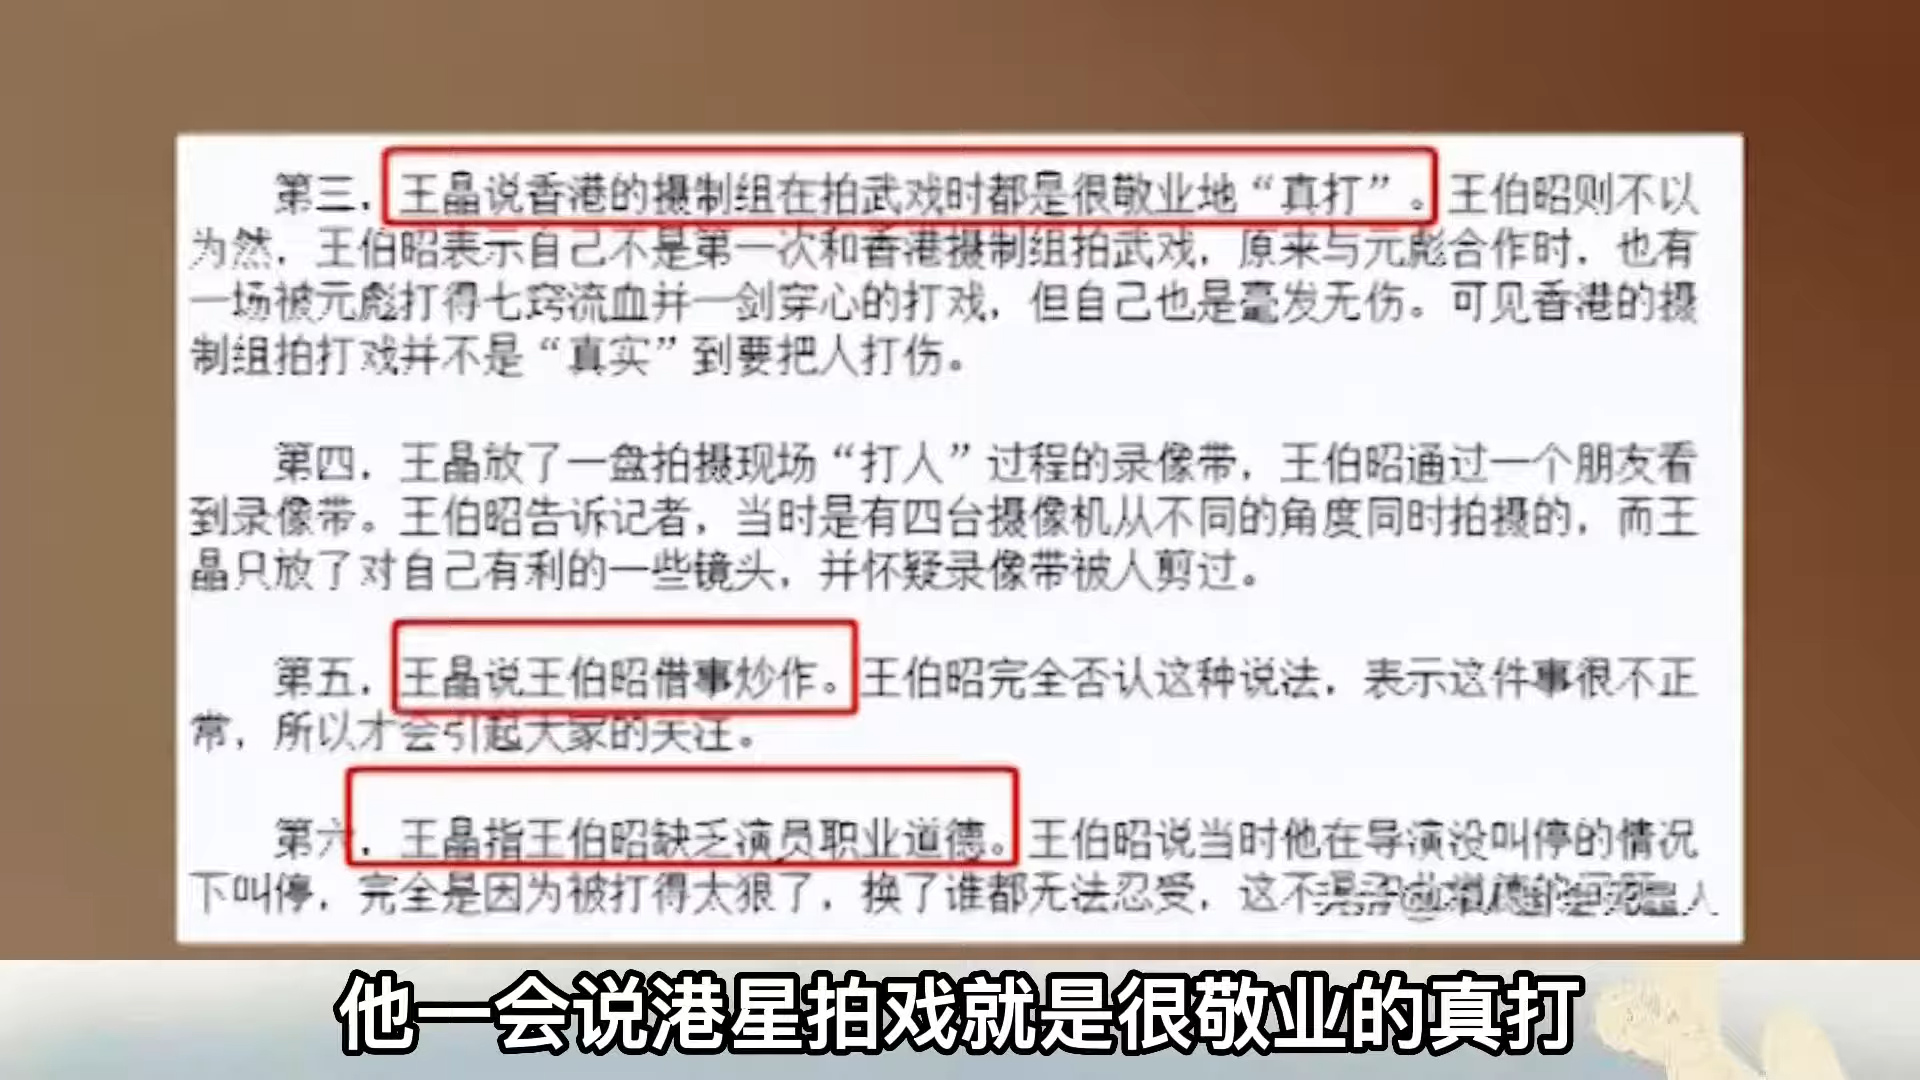 第三，王晶说香港的摄制组在拍武戏时都是很敬业地“真打”。王伯昭则不以
为然，王伯昭表示自己不是第一次和香港摄制组拍武戏，原来与元彪合作时，也有
一场被元彪打得七窍流血并一剑穿心的打戏，但自己也是毫发无伤。可见香港的摄
制组拍打戏并不是“真实”到要把人打伤。
第四，王晶放了一盘拍摄现场“打人”过程的录像带，王伯昭通过一个朋友看
到录像带。王伯昭告诉记者，当时是有四台摄像机从不同的角度同时拍摄的，而王
晶只放了对自己有利的一些镜头，并怀疑录像带被人剪过。
第五，王晶说王伯昭借事炒作。王伯昭完全否认这种说法，表示这件事很不正
常，所以才会引起大家的关注。
第六，王晶指王伯昭缺乏演员职业道德。王伯昭说当时他在导演没叫停的情况
下叫停，完全是因为被打得太狠了，换了谁都无法忍受，这不
他一会说港星拍戏就是很敬业的真打